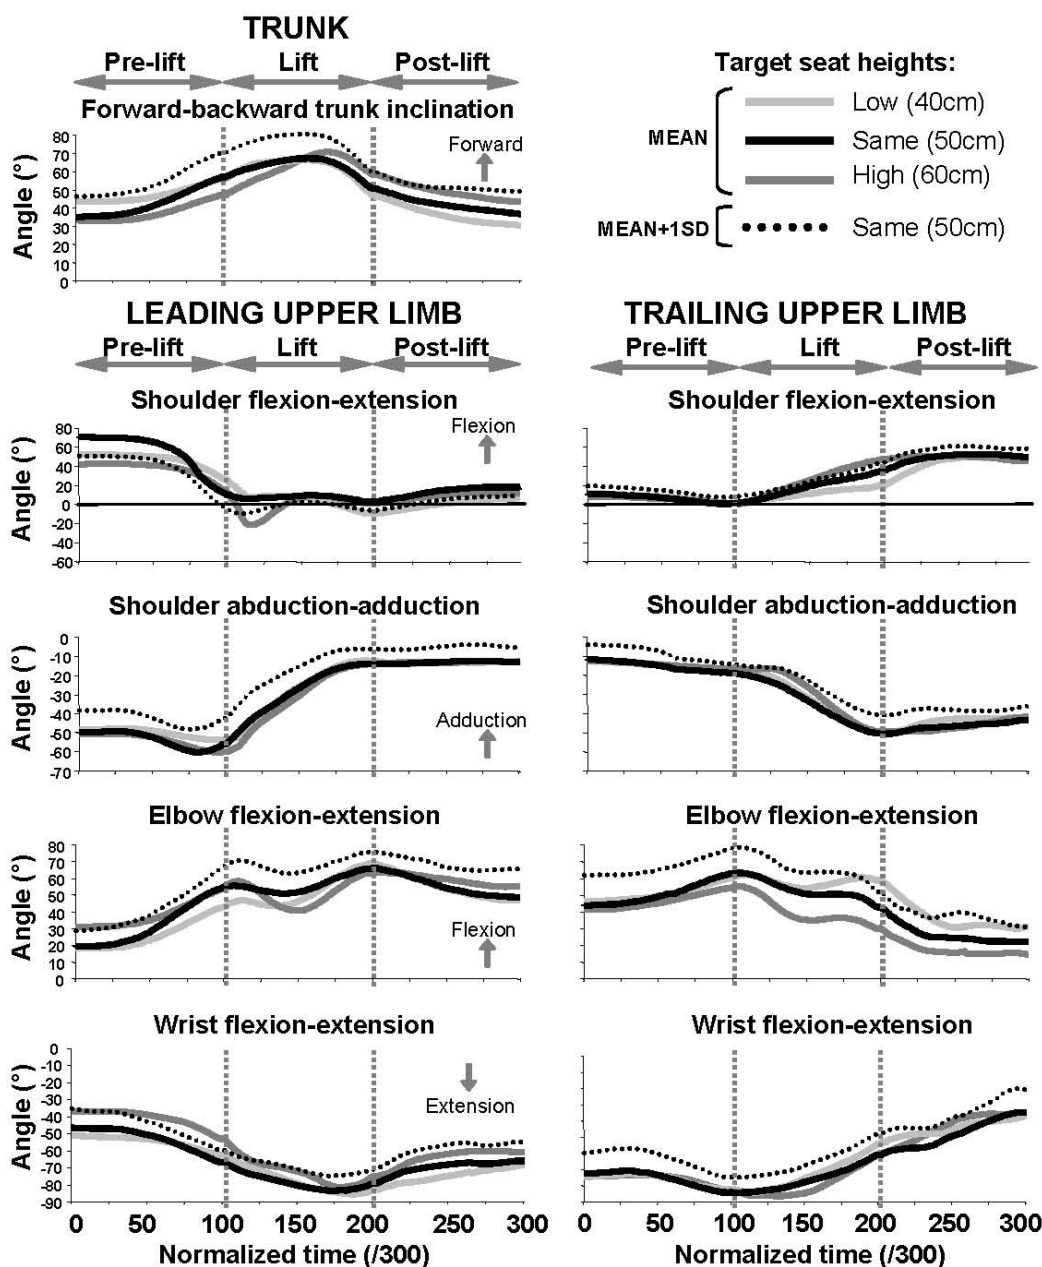 TRUNK
Pre-lift Lift Post-lift
Forward-backward trunk inclination
Angle (°)
80
70
60
50
40
30
20
10
0
Forward
Target seat heights:
MEAN
Low (40cm)
Same (50cm)
High (60cm)
MEAN+1SD
Same (50cm)
LEADING UPPER LIMB
Pre-lift Lift Post-lift
Shoulder flexion-extension
Angle (°)
80
60
40
20
0
-20
-40
-60
Flexion
Shoulder abduction-adduction
Angle (°)
0
-10
-20
-30
-40
-50
-60
-70
Adduction
Elbow flexion-extension
Angle (°)
80
70
60
50
40
30
20
10
0
Flexion
Wrist flexion-extension
Angle (°)
0
-10
-20
-30
-40
-50
-60
-70
-80
-90
Extension
0 50 100 150 200 250 300
Normalized time (/300)
TRAILING UPPER LIMB
Pre-lift Lift Post-lift
Shoulder flexion-extension
Shoulder abduction-adduction
Elbow flexion-extension
Wrist flexion-extension
0 50 100 150 200 250 300
Normalized time (/300)